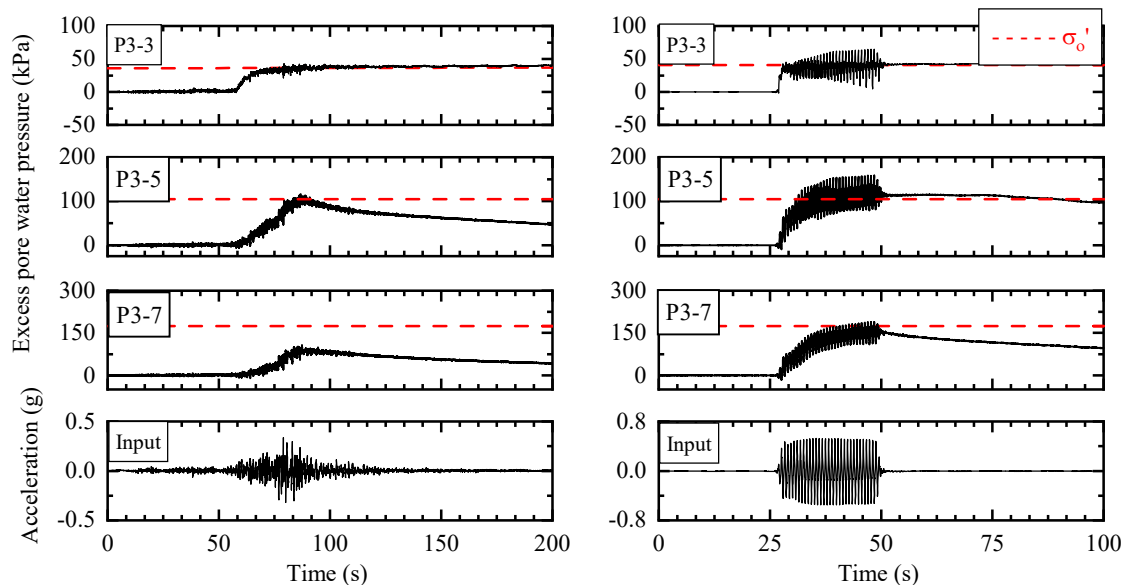 Excess pore water pressure (kPa)
Acceleration (g)
100
50
0
-50
P3-3
200
100
0
P3-5
300
150
0
P3-7
0.5
0.0
-0.5
Input
0 50 100 150 200
Time (s)
100
50
0
-50
P3-3
σo'
200
100
0
P3-5
300
150
0
P3-7
0.8
0.0
-0.8
Input
0 25 50 75 100
Time (s)